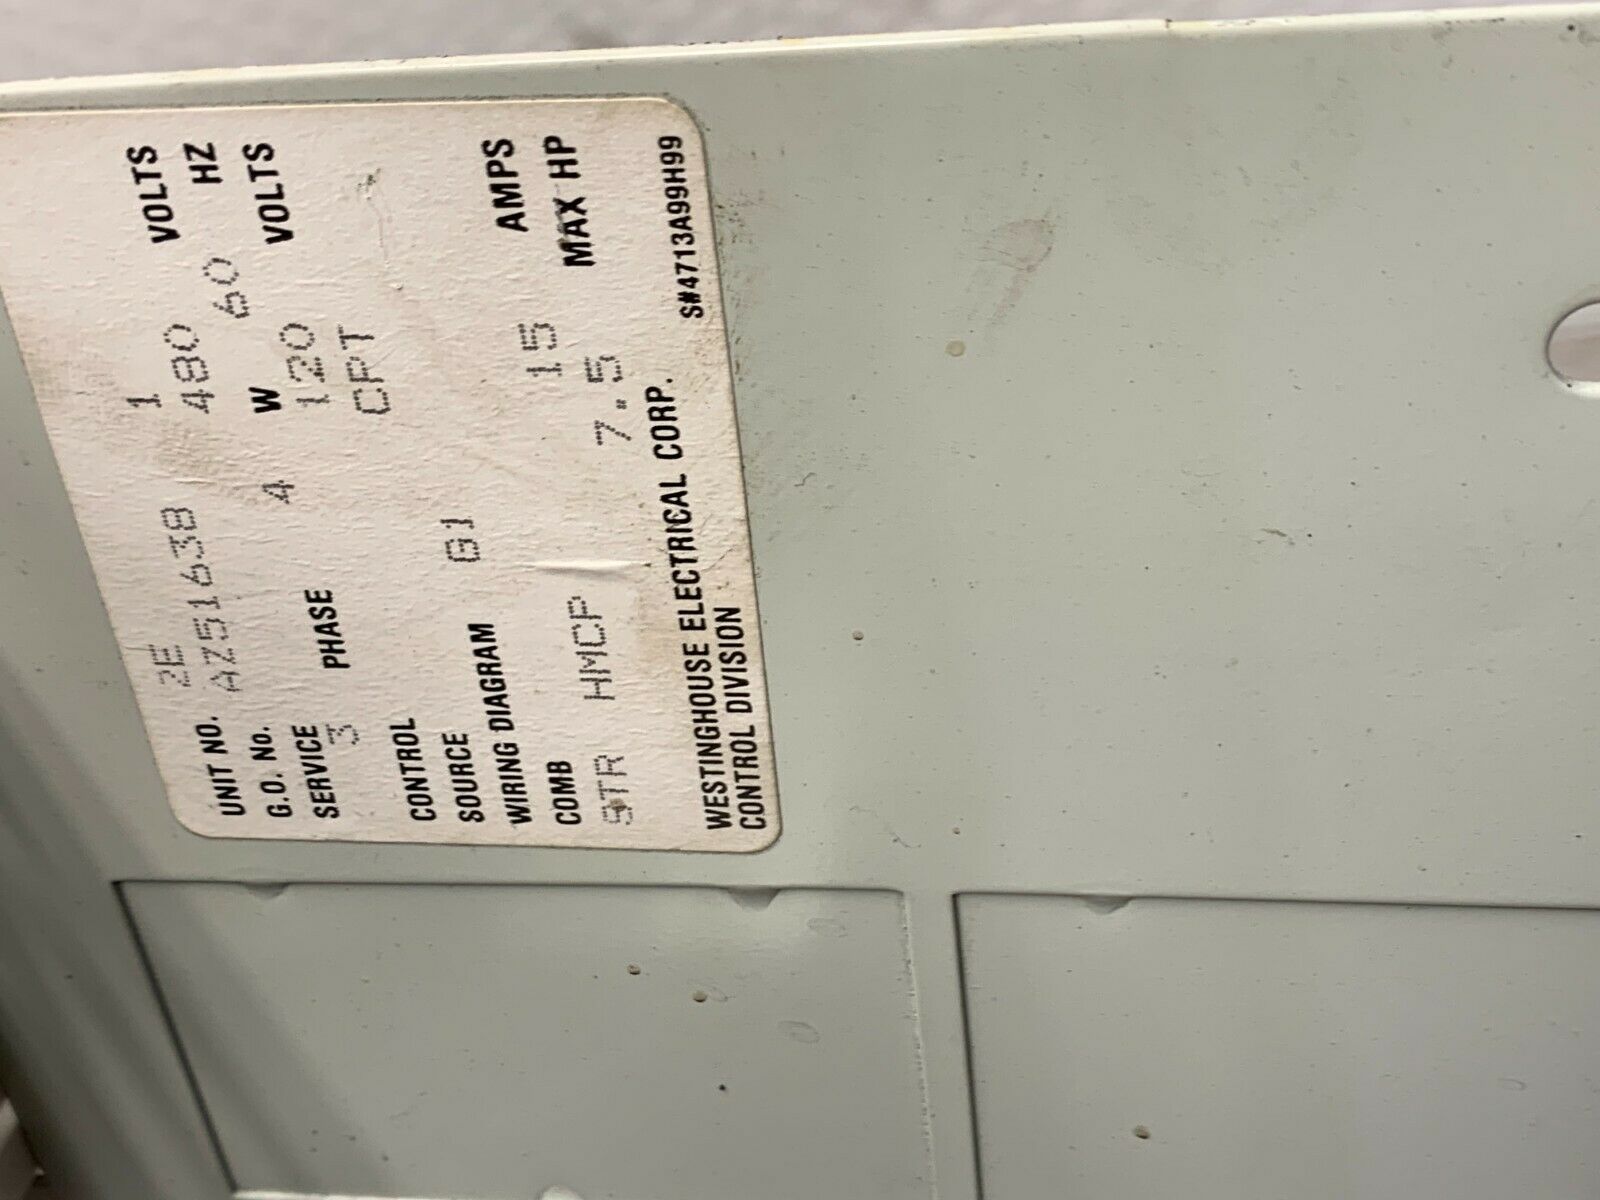 UNIT NO. 2E 1
G.O. No. AZ51638
SERVICE 480 VOLTS
3 PHASE 4 W 60 HZ
CONTROL 120 VOLTS
SOURCE CPT
WIRING DIAGRAM
COMB 15 AMPS
STR HMCP 7.5 MAX HP
WESTINGHOUSE ELECTRICAL CORP.
CONTROL DIVISION S#4713A99H99